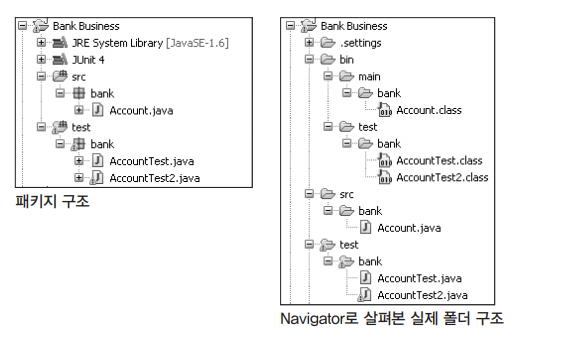 Bank Business
JRE System Library [JavaSE-1.6]
JUnit 4
src
bank
Account.java
test
bank
AccountTest.java
AccountTest2.java
패키지 구조
Bank Business
.settings
bin
main
bank
Account.class
test
bank
AccountTest.class
AccountTest2.class
src
bank
Account.java
test
bank
AccountTest.java
AccountTest2.java
Navigator로 살펴본 실제 폴더 구조